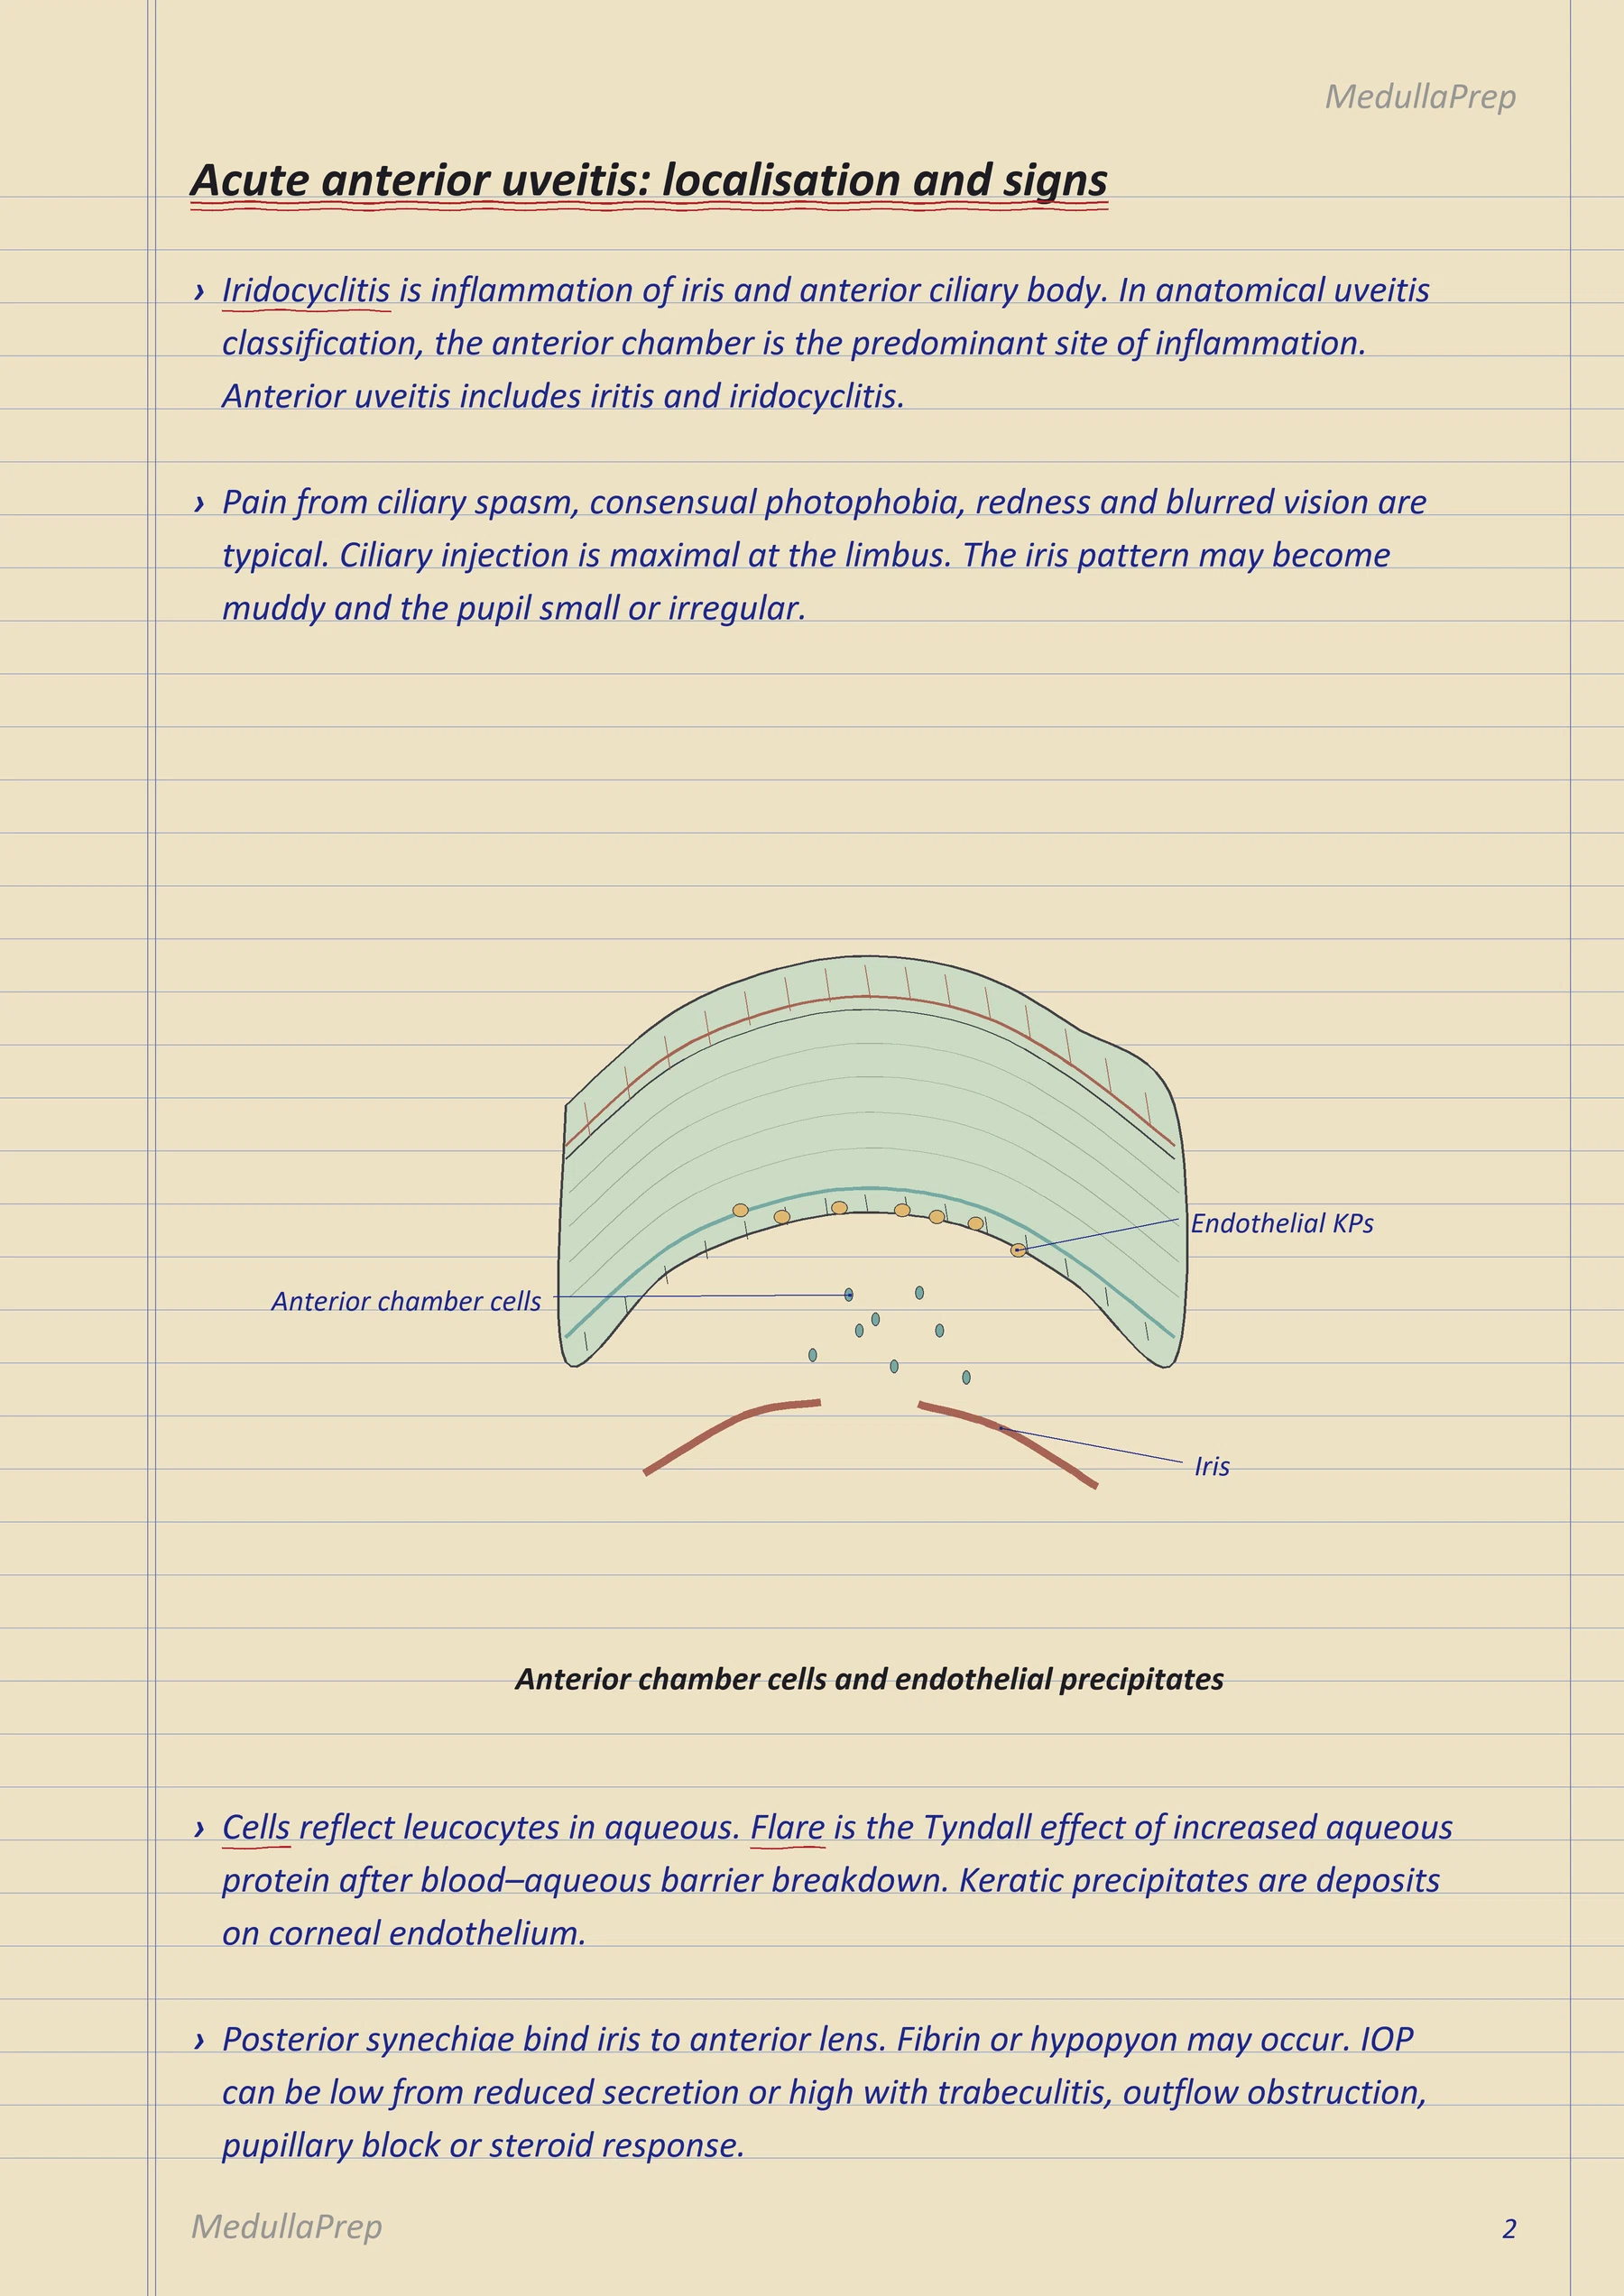 MedullaPrep
Acute anterior uveitis: localisation and signs
› Iridocyclitis is inflammation of iris and anterior ciliary body. In anatomical uveitis
classification, the anterior chamber is the predominant site of inflammation.
Anterior uveitis includes iritis and iridocyclitis.
› Pain from ciliary spasm, consensual photophobia, redness and blurred vision are
typical. Ciliary injection is maximal at the limbus. The iris pattern may become
muddy and the pupil small or irregular.
Endothelial KPs
Anterior chamber cells
Iris
Anterior chamber cells and endothelial precipitates
› Cells reflect leucocytes in aqueous. Flare is the Tyndall effect of increased aqueous
protein after blood–aqueous barrier breakdown. Keratic precipitates are deposits
on corneal endothelium.
› Posterior synechiae bind iris to anterior lens. Fibrin or hypopyon may occur. IOP
can be low from reduced secretion or high with trabeculitis, outflow obstruction,
pupillary block or steroid response.
MedullaPrep
2